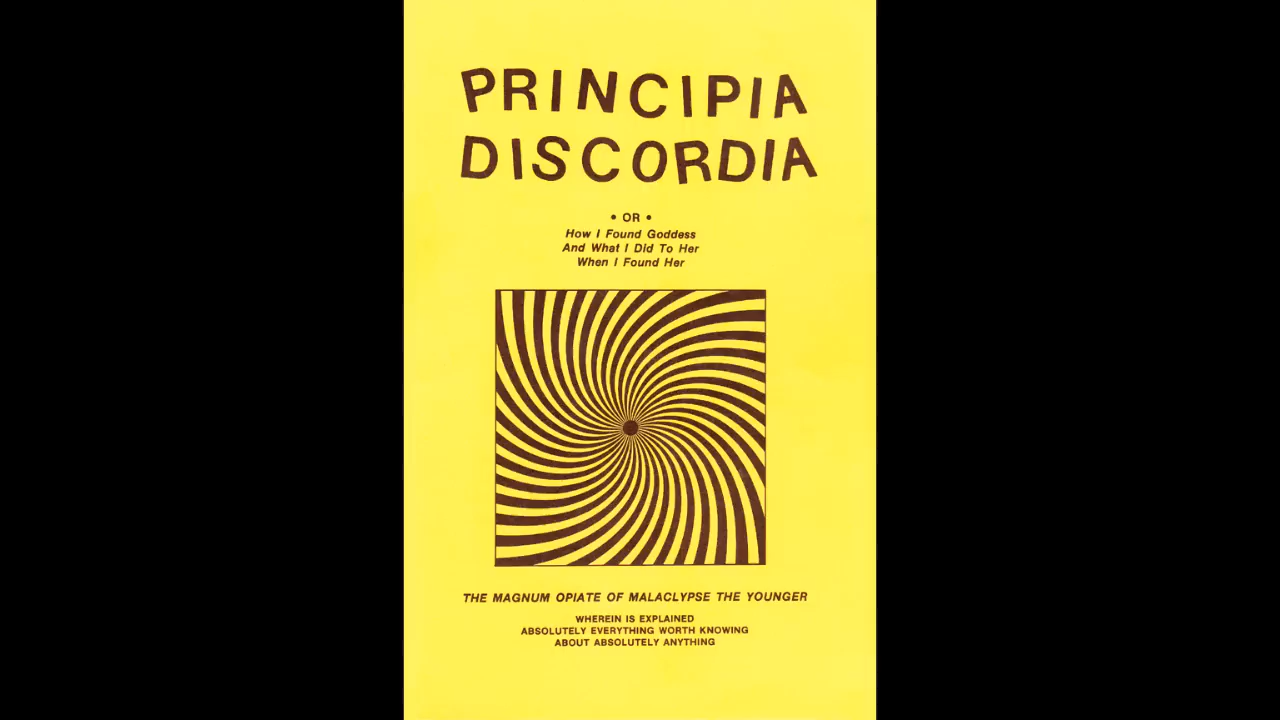 PRINCIPIA
DISCORDIA
• OR •
How I Found Goddess
And What I Did To Her
When I Found Her
THE MAGNUM OPIATE OF MALACLYPSE THE YOUNGER
WHEREIN IS EXPLAINED
ABSOLUTELY EVERYTHING WORTH KNOWING
ABOUT ABSOLUTELY ANYTHING